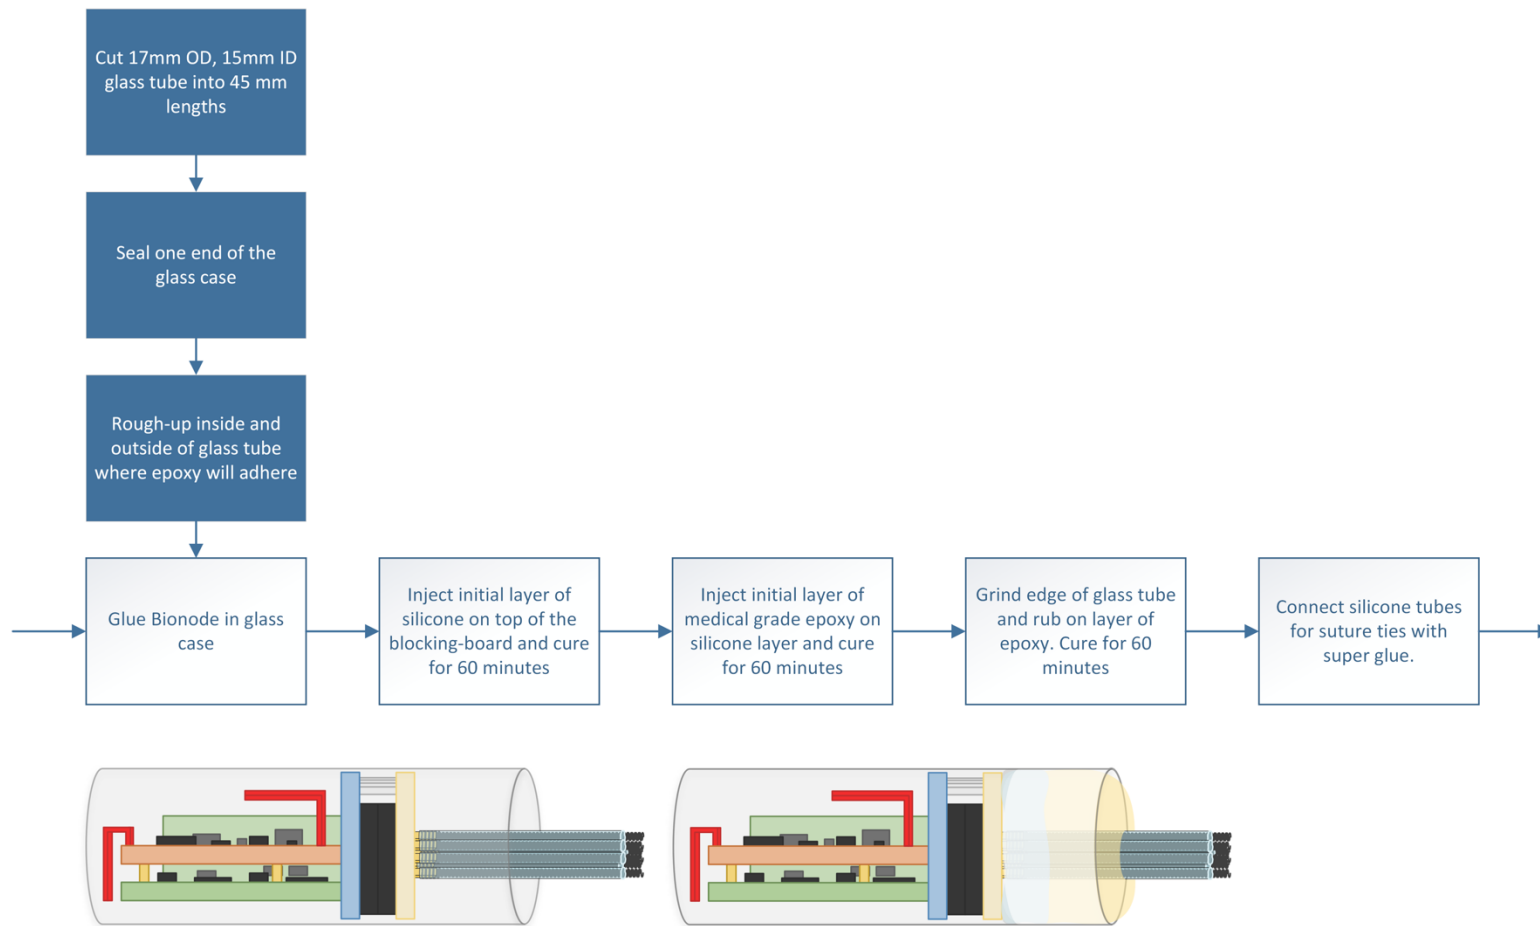 Cut 17mm OD, 15mm ID
glass tube into 45 mm
lengths
Seal one end of the
glass case
Rough-up inside and
outside of glass tube
where epoxy will adhere
Glue Bionode in glass
case
Inject initial layer of
silicone on top of the
blocking-board and cure
for 60 minutes
Inject initial layer of
medical grade epoxy on
silicone layer and cure
for 60 minutes
Grind edge of glass tube
and rub on layer of
epoxy. Cure for 60
minutes
Connect silicone tubes
for suture ties with
super glue.